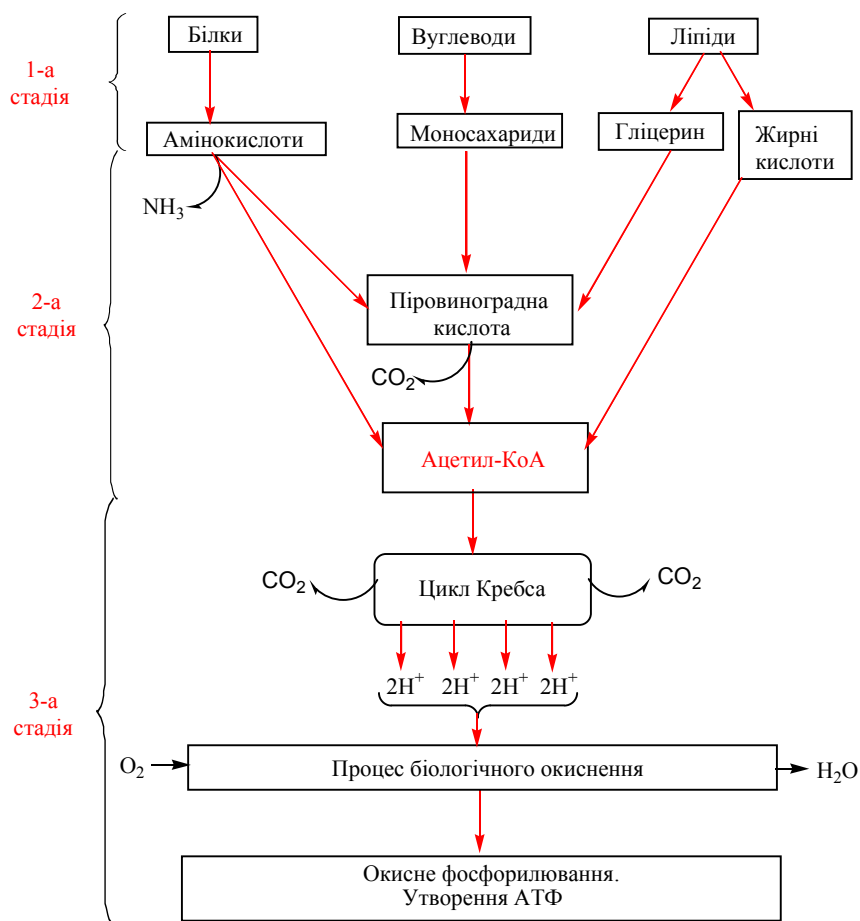 Білки
Вуглеводи
Ліпіди
1-а
стадія
Амінокислоти
Моносахариди
Гліцерин
Жирні
кислоти
NH3
2-а
стадія
Піровиноградна
кислота
CO2
Ацетил-КоА
CO2
Цикл Кребса
CO2
2H+ 2H+ 2H+ 2H+
3-а
стадія
O2
Процес біологічного окиснення
H2O
Окисне фосфорилювання.
Утворення АТФ